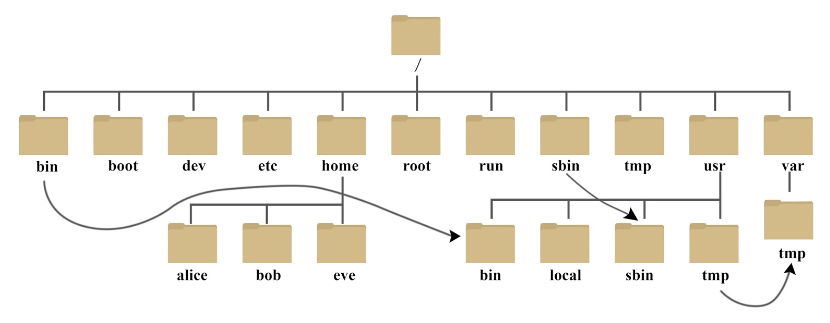 /
bin boot dev etc home root run sbin tmp usr var
alice bob eve bin local sbin tmp tmp